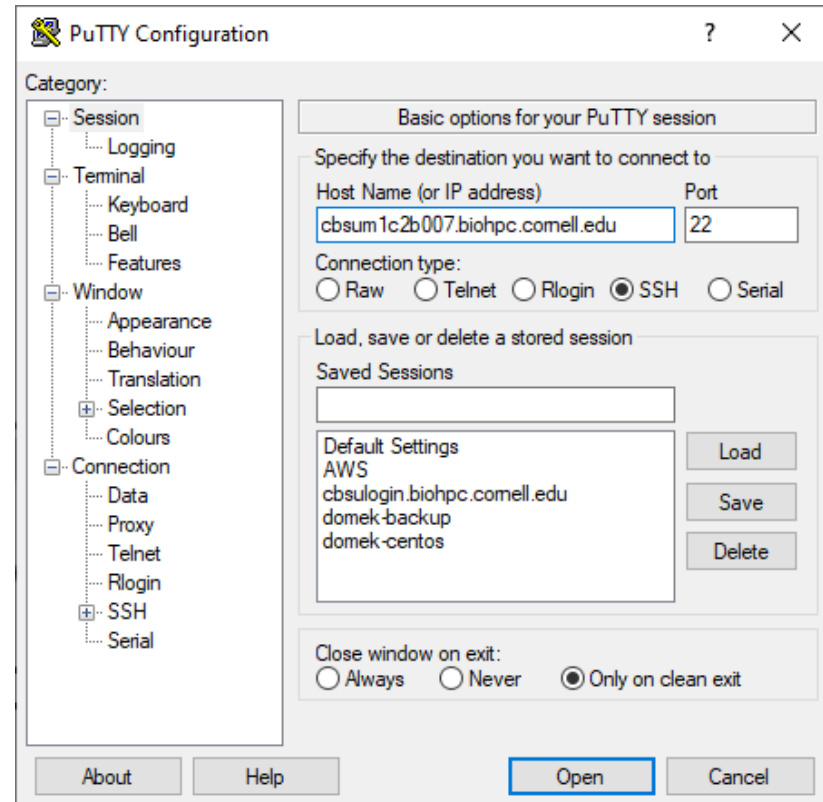 PuTTY Configuration ?
Category:
Session
Logging
Terminal
Keyboard
Bell
Features
Window
Appearance
Behaviour
Translation
Selection
Colours
Connection
Data
Proxy
Telnet
Rlogin
SSH
Serial
Basic options for your PuTTY session
Specify the destination you want to connect to
Host Name (or IP address) Port
cbsum1c2b007.biohpc.cornell.edu 22
Connection type:
Raw Telnet Rlogin SSH Serial
Load, save or delete a stored session
Saved Sessions
Default Settings
AWS
cbsulogin.biohpc.cornell.edu
domek-backup
domek-centos
Load
Save
Delete
Close window on exit:
Always Never Only on clean exit
About Help Open Cancel